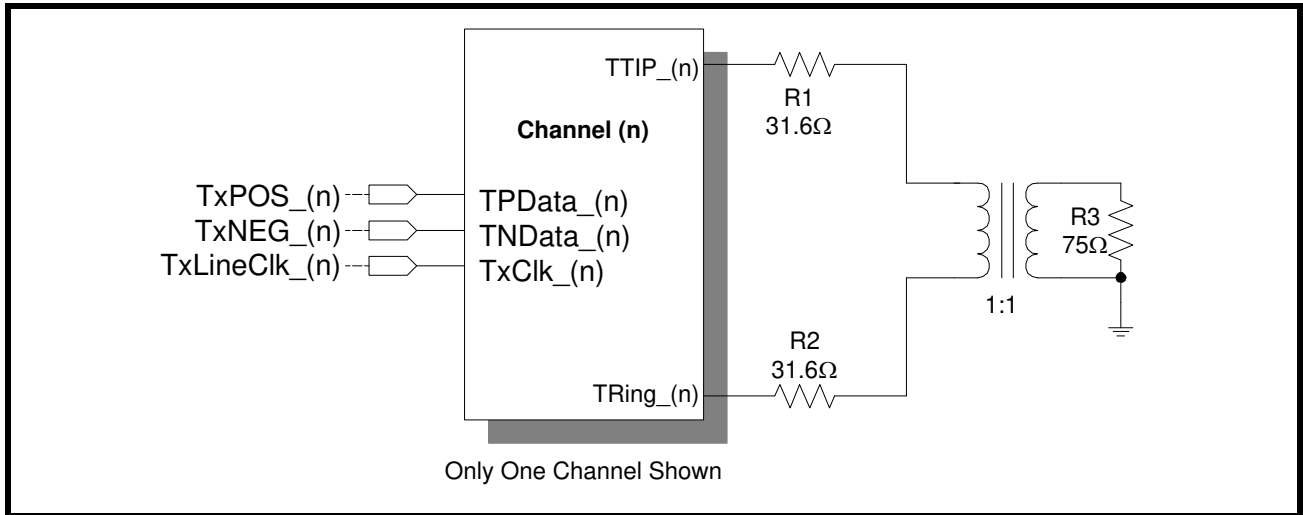 TTIP_(n)
R1
31.6Ω
Channel (n)
TxPOS_(n)
TPData_(n)
TxNEG_(n)
TNData_(n)
TxLineClk_(n)
TxClk_(n)
R3
75Ω
1:1
R2
31.6Ω
TRing_(n)
Only One Channel Shown